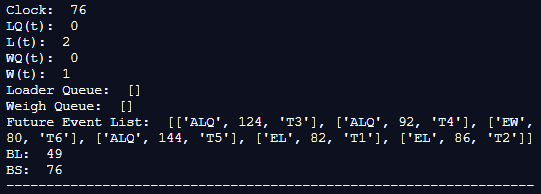 Clock:  76
LQ(t):  0
L(t):  2
WQ(t):  0
W(t):  1
Loader Queue:  []
Weigh Queue:  []
Future Event List:  [['ALQ', 124, 'T3'], ['ALQ', 92, 'T4'], ['EW',
80, 'T6'], ['ALQ', 144, 'T5'], ['EL', 82, 'T1'], ['EL', 86, 'T2']]
BL:  49
BS:  76
--------------------------------------------------------------------